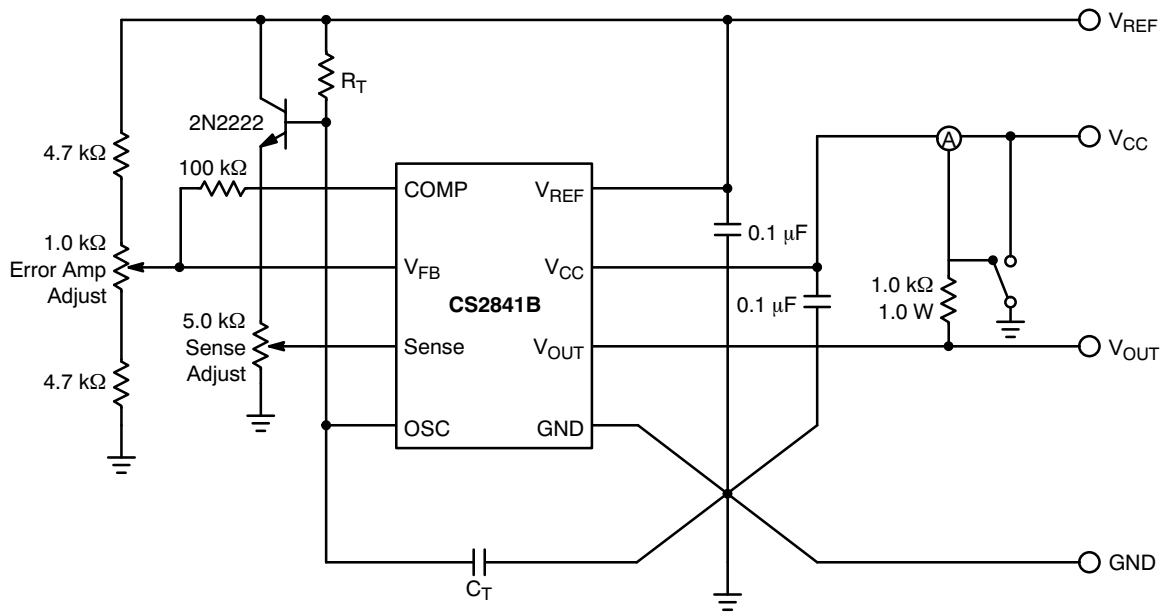 V_REF
R_T
2N2222
4.7 kΩ
100 kΩ
COMP
V_REF
V_CC
A
0.1 μF
1.0 kΩ
Error Amp
Adjust
V_FB
V_CC
CS2841B
0.1 μF
1.0 kΩ
1.0 W
5.0 kΩ
Sense
Adjust
Sense
V_OUT
V_OUT
4.7 kΩ
OSC
GND
C_T
GND